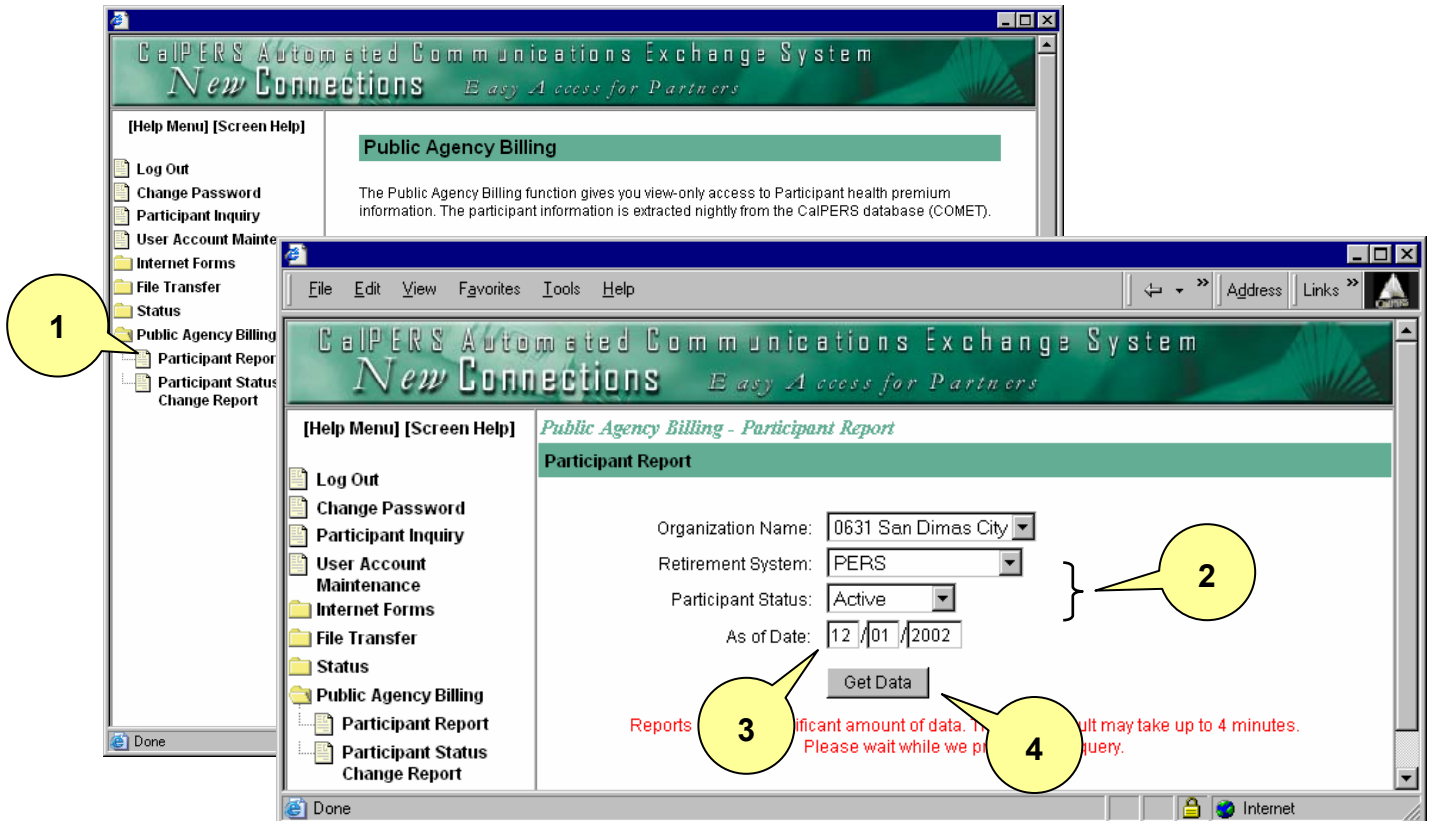 CalPERS Automated Communications Exchange System
New Connections Easy Access for Partners
[Help Menu] [Screen Help]
Log Out
Change Password
Participant Inquiry
User Account Mainte
Internet Forms
File Transfer
Status
Public Agency Billing
Participant Repor
Participant Status
Change Report
Done
Public Agency Billing
The Public Agency Billing function gives you view-only access to Participant health premium
information. The participant information is extracted nightly from the CalPERS database (COMET).
1
File Edit View Favorites Tools Help
Address Links
CalPERS
CalPERS Automated Communications Exchange System
New Connections Easy Access for Partners
[Help Menu] [Screen Help]
Log Out
Change Password
Participant Inquiry
User Account
Maintenance
Internet Forms
File Transfer
Status
Public Agency Billing
Participant Report
Participant Status
Change Report
Public Agency Billing - Participant Report
Participant Report
Organization Name: 0631 San Dimas City
Retirement System: PERS
Participant Status: Active
As of Date: 12 /01 /2002
Get Data
2
3
4
Reports ficant amount of data. T ult may take up to 4 minutes.
Please wait while we pr query.
Done
Internet